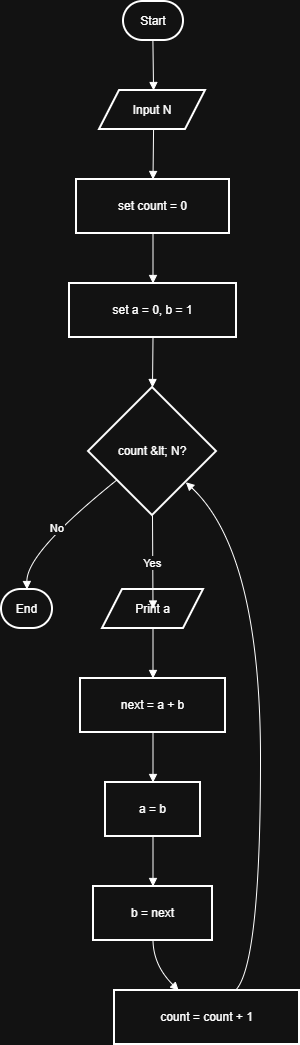 Start
Input N
set count = 0
set a = 0, b = 1
count &lt; N?
No
Yes
End
Print a
next = a + b
a = b
b = next
count = count + 1